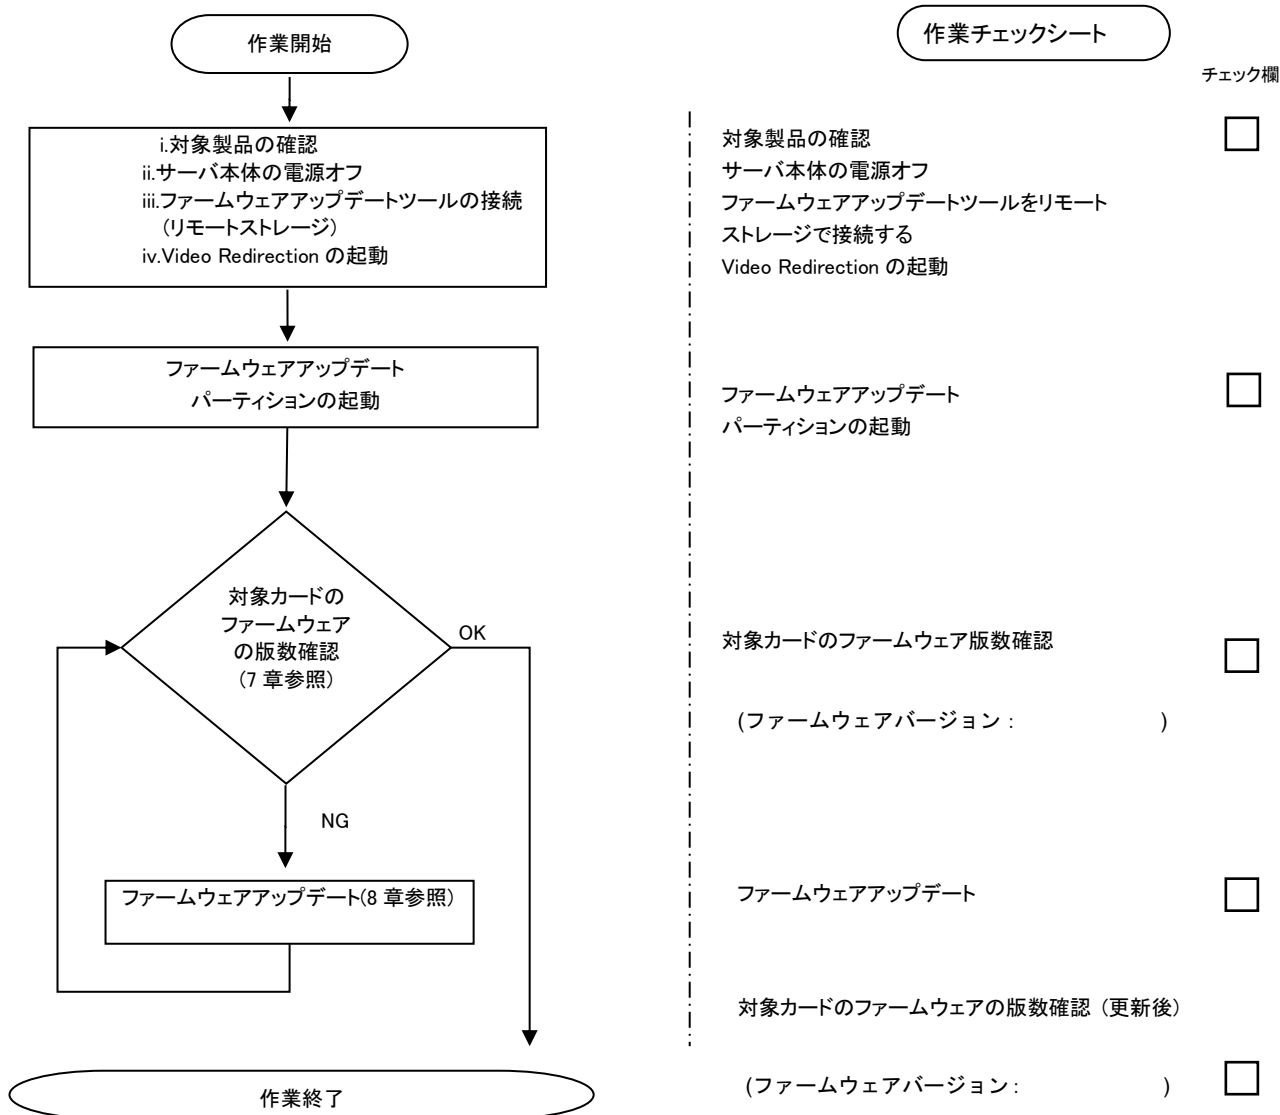 作業開始
i.対象製品の確認
ii.サーバ本体の電源オフ
iii.ファームウェアアップデートツールの接続
(リモートストレージ)
iv.Video Redirection の起動
ファームウェアアップデート
パーティションの起動
対象カードの
ファームウェア
の版数確認
(7 章参照)
OK
NG
ファームウェアアップデート(8 章参照)
作業終了
作業チェックシート
チェック欄
対象製品の確認
サーバ本体の電源オフ
ファームウェアアップデートツールをリモート
ストレージで接続する
Video Redirection の起動
ファームウェアアップデート
パーティションの起動
対象カードのファームウェア版数確認
(ファームウェアバージョン : )
ファームウェアアップデート
対象カードのファームウェアの版数確認 (更新後)
(ファームウェアバージョン : )